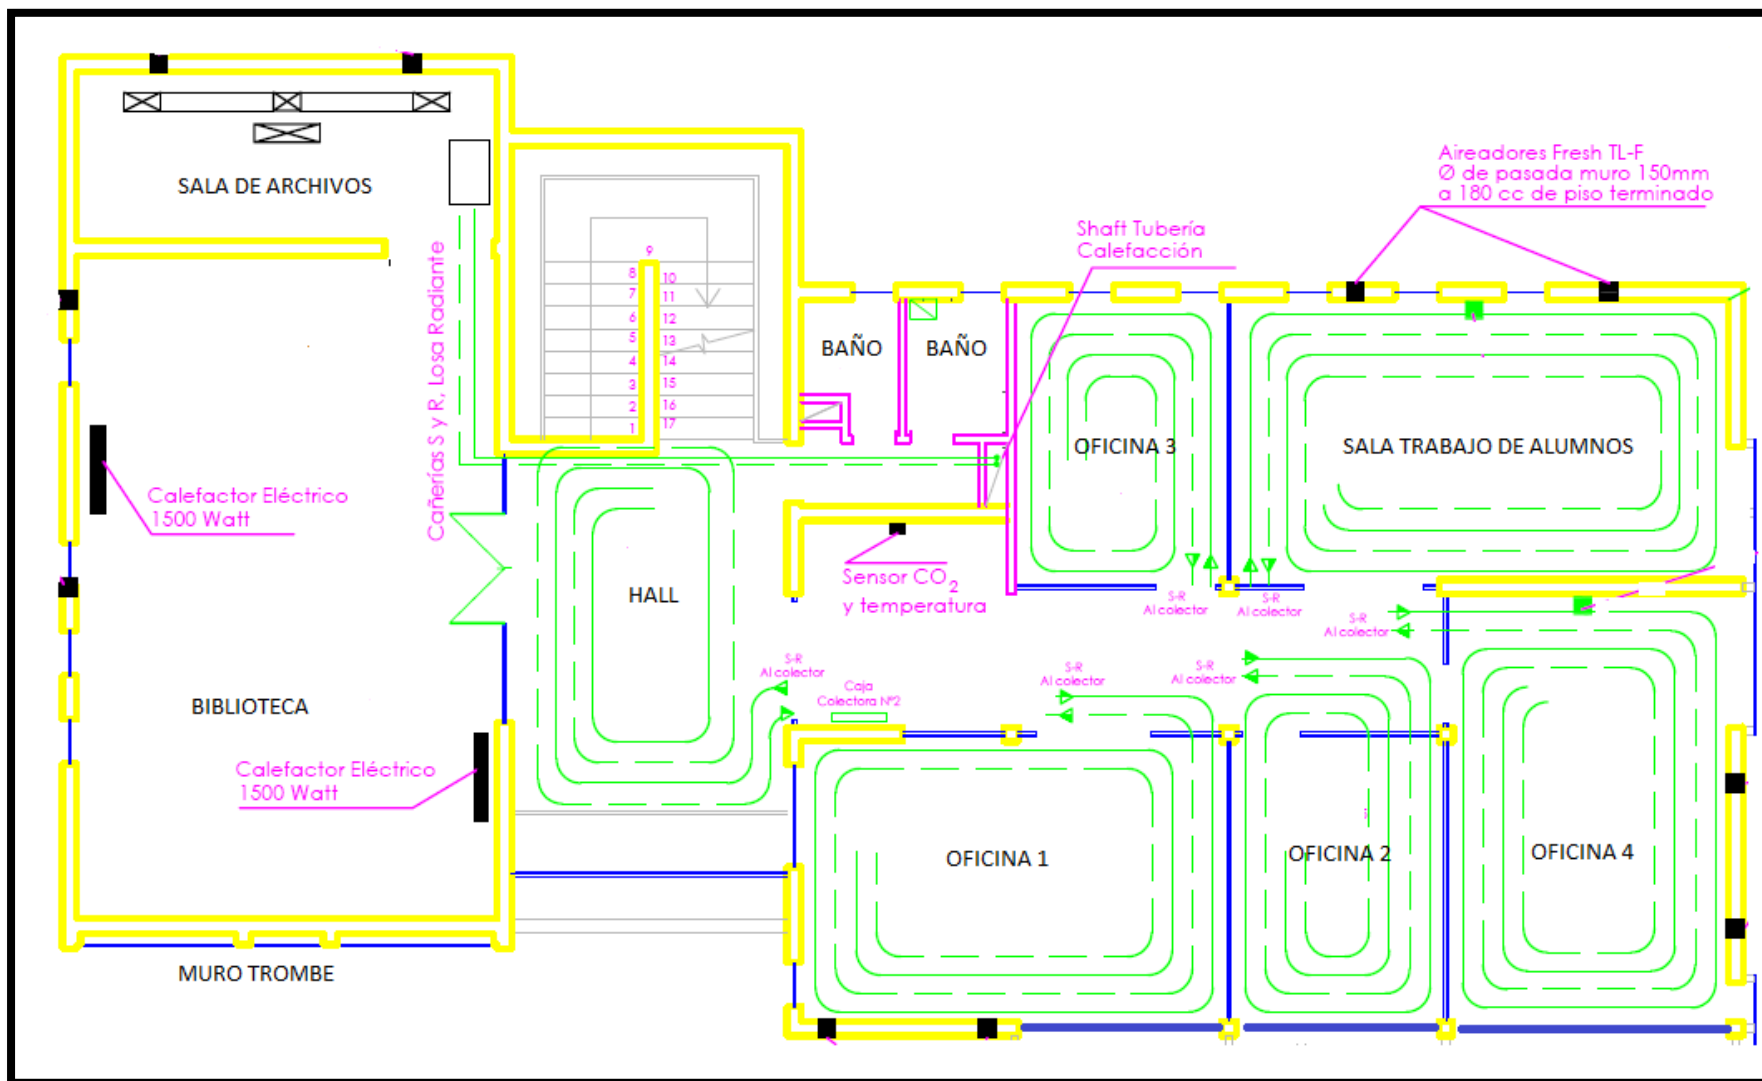 SALA DE ARCHIVOS
Cañerías S y R, Losa Radiante
9
8
7
6
5
4
3
2
1
10
11
12
13
14
15
16
17
Shaft Tubería
Calefacción
Aireadores Fresh TL-F
Ø de pasada muro 150mm
a 180 cc de piso terminado
BAÑO
BAÑO
OFICINA 3
SALA TRABAJO DE ALUMNOS
Calefactor Eléctrico
1500 Watt
HALL
Sensor CO2
y temperatura
S-R
Al colector
S-R
Al colector
S-R
Al colector
S-R
Al colector
Caja
Colectora Nº2
S-R
Al colector
S-R
Al colector
BIBLIOTECA
Calefactor Eléctrico
1500 Watt
OFICINA 1
OFICINA 2
OFICINA 4
MURO TROMBE